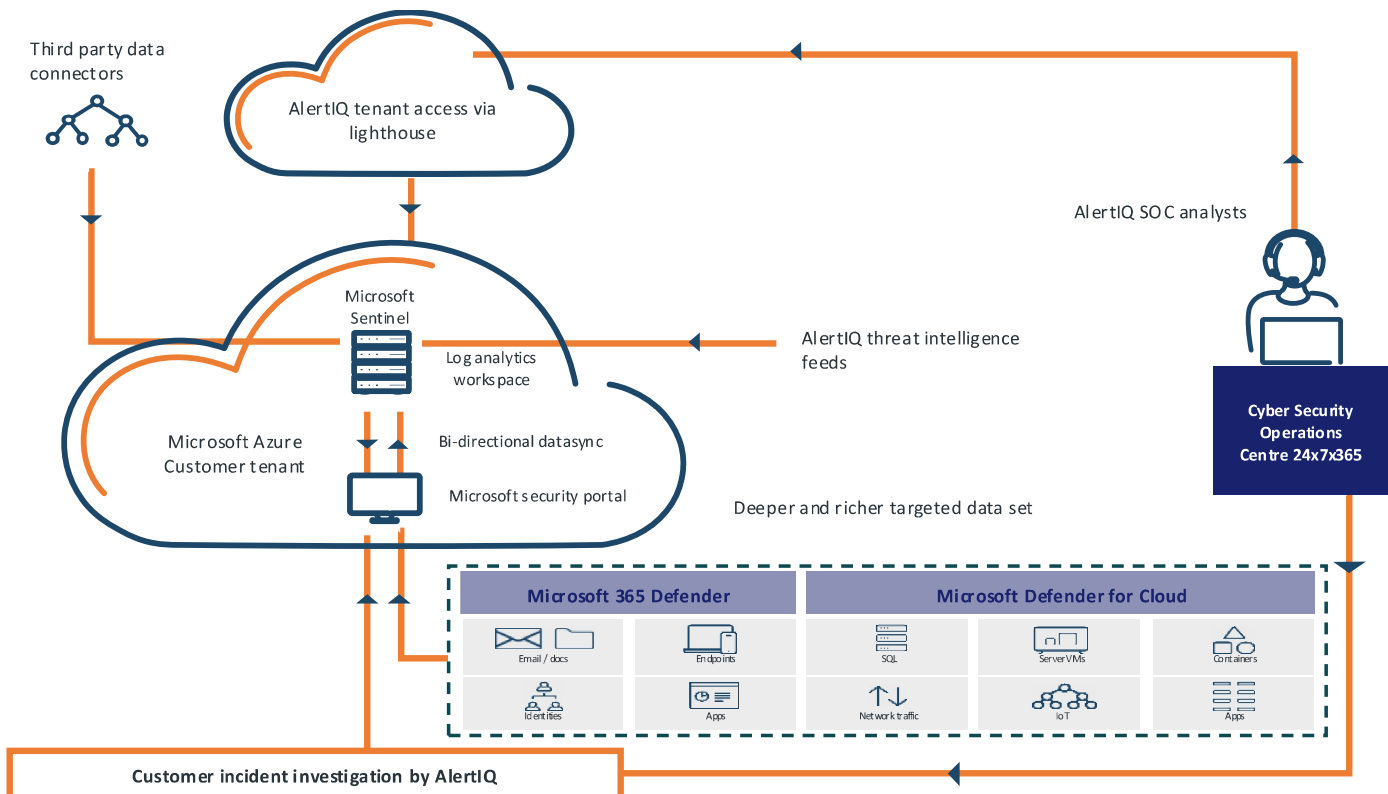 Third party data
connectors
AlertIQ tenant access via
lighthouse
AlertIQ SOC analysts
Microsoft
Sentinel
Log analytics
workspace
AlertIQ threat intelligence
feeds
Microsoft Azure
Customer tenant
Bi-directional datasync
Microsoft security portal
Cyber Security
Operations
Centre 24x7x365
Deeper and richer targeted data set
Microsoft 365 Defender
Microsoft Defender for Cloud
Email / docs
Endpoints
SQL
Server VMs
Containers
Identities
Apps
Network traffic
IoT
Apps
Customer incident investigation by AlertIQ